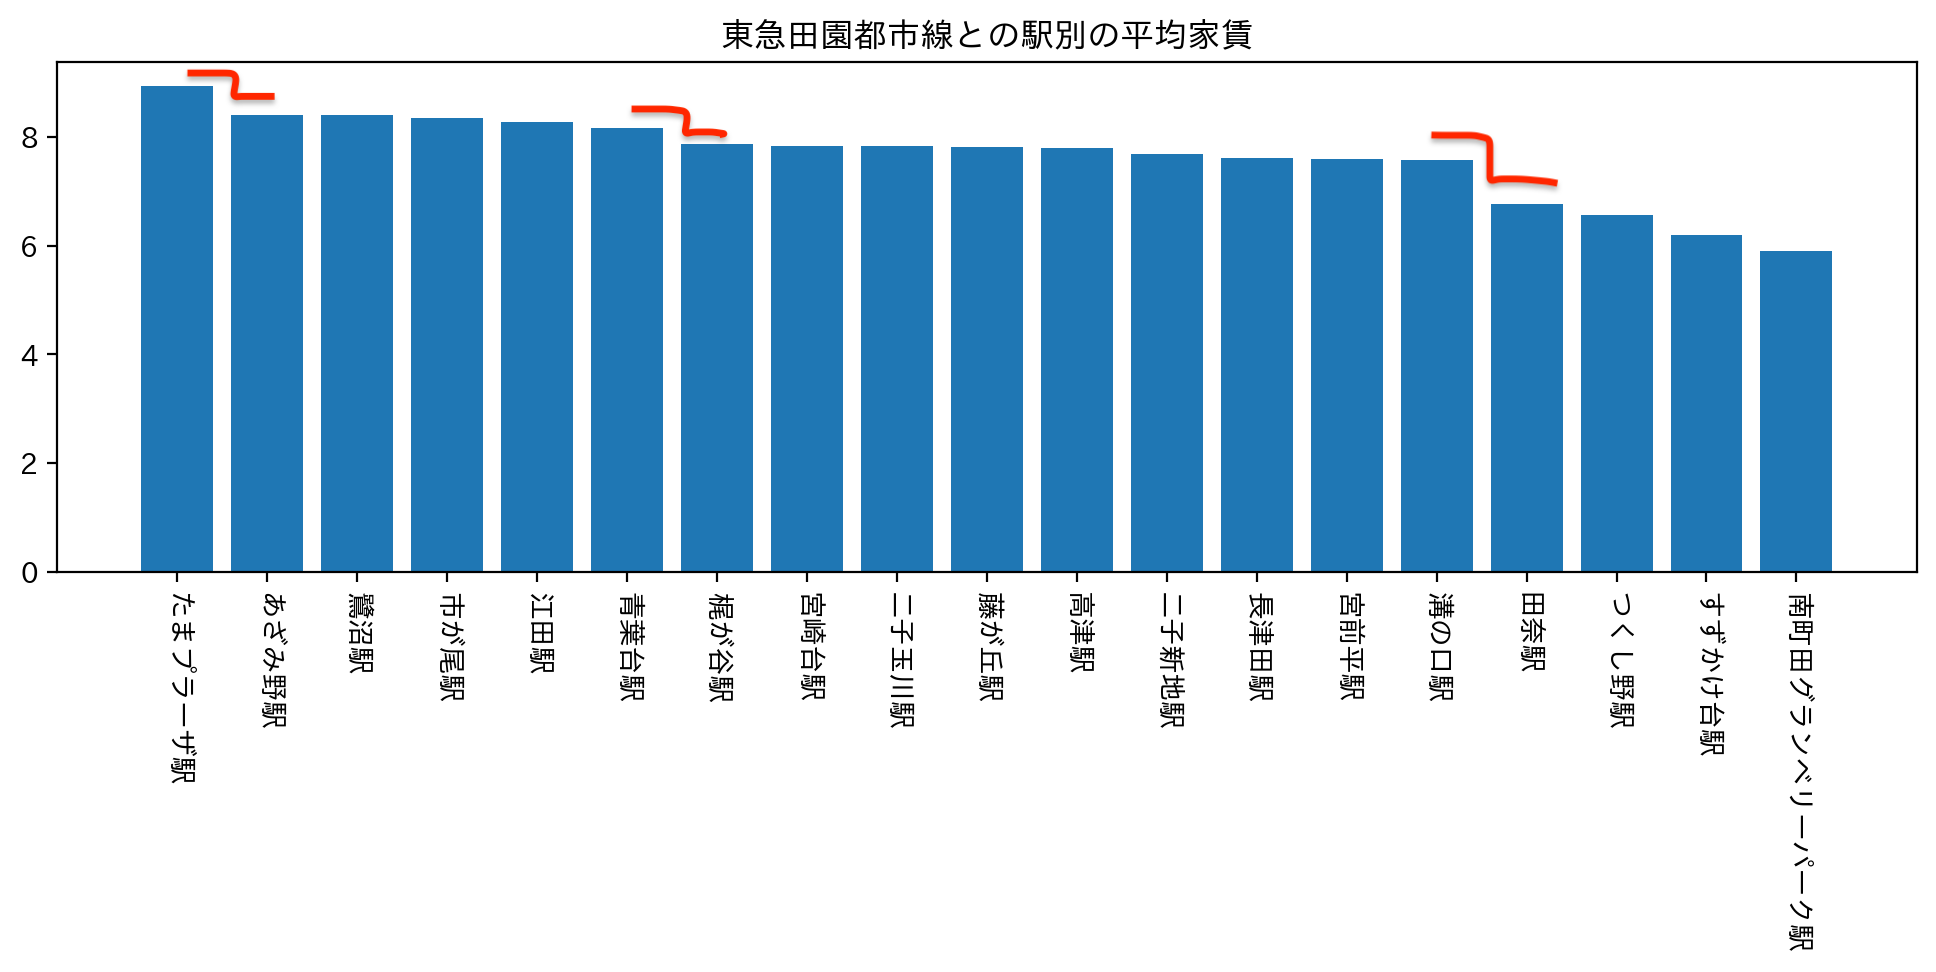 東急田園都市線との駅別の平均家賃
8
6
4
2
0
たまプラーザ駅
あざみ野駅
鷺沼駅
市が尾駅
江田駅
青葉台駅
梶が谷駅
宮崎台駅
二子玉川駅
藤が丘駅
高津駅
二子新地駅
長津田駅
宮前平駅
溝の口駅
田奈駅
つくし野駅
すずかけ台駅
南町田グランベリーパーク駅